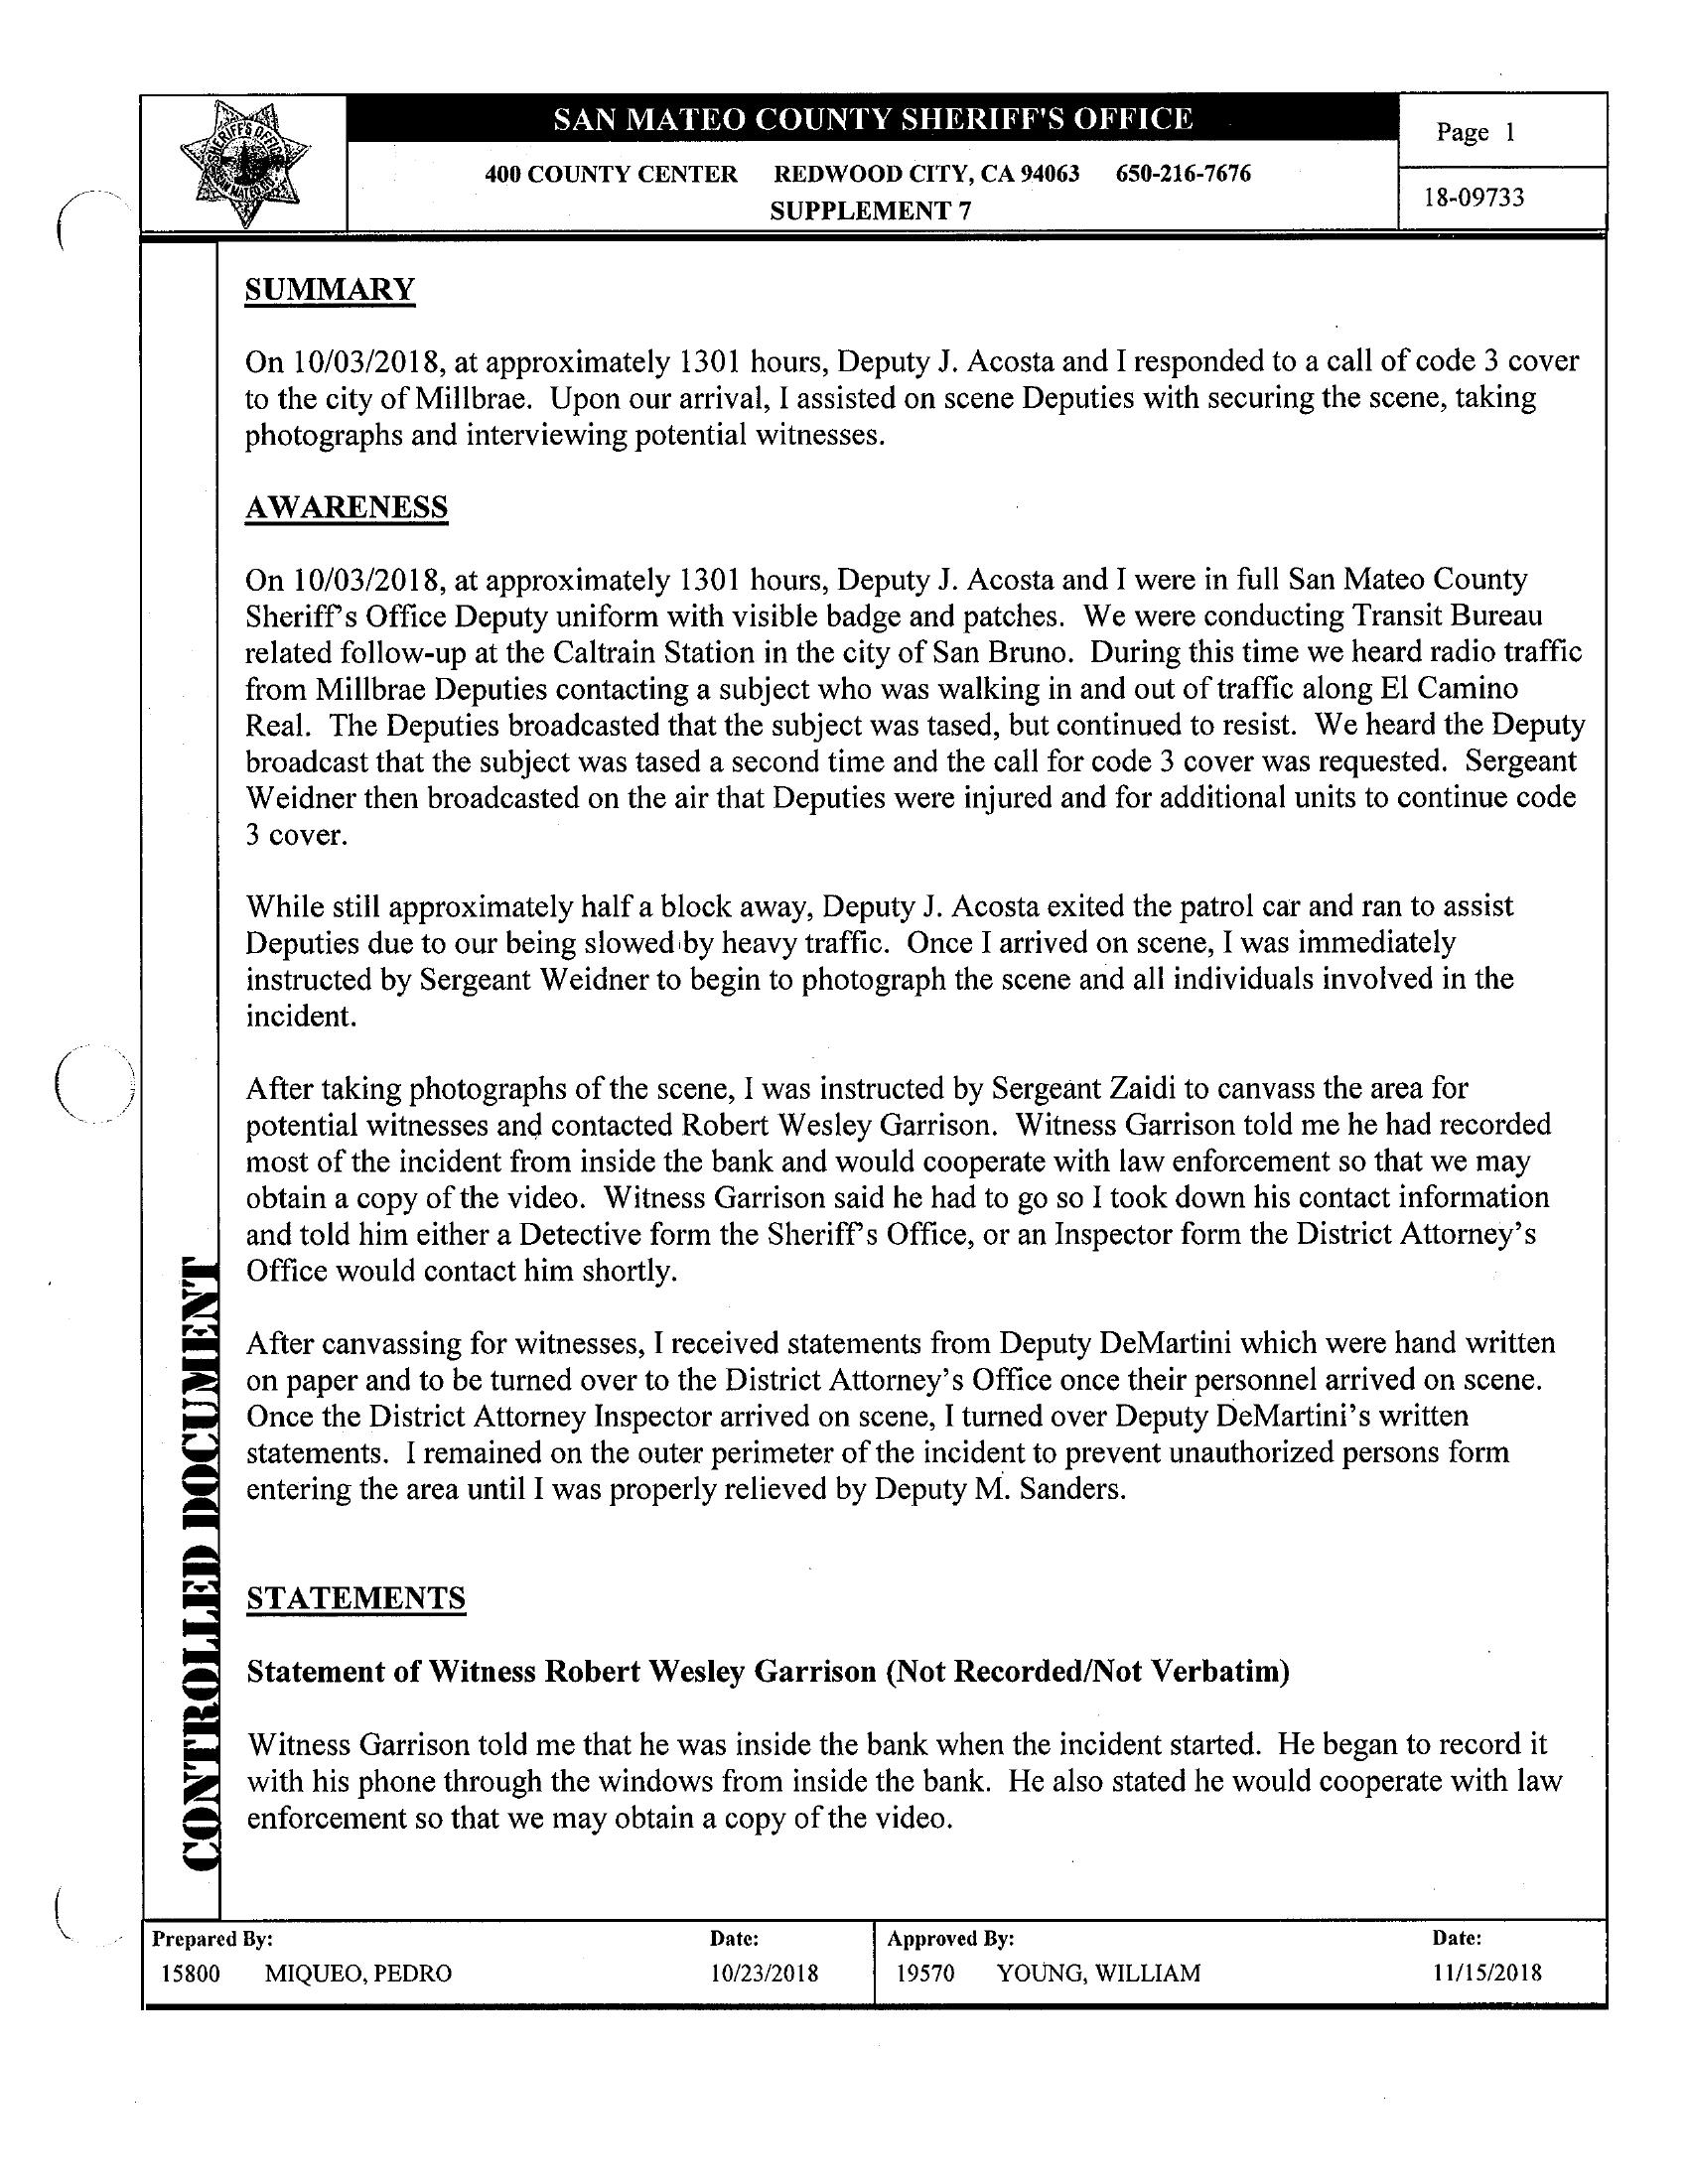 SAN MATEO COUNTY SHERIFF'S OFFICE
Page 1
400 COUNTY CENTER REDWOOD CITY, CA 94063 650-216-7676
SUPPLEMENT 7
18-09733
SUMMARY
On 10/03/2018, at approximately 1301 hours, Deputy J. Acosta and I responded to a call of code 3 cover
to the city of Millbrae. Upon our arrival, I assisted on scene Deputies with securing the scene, taking
photographs and interviewing potential witnesses.
AWARENESS
On 10/03/2018, at approximately 1301 hours, Deputy J. Acosta and I were in full San Mateo County
Sheriff's Office Deputy uniform with visible badge and patches. We were conducting Transit Bureau
related follow-up at the Caltrain Station in the city of San Bruno. During this time we heard radio traffic
from Millbrae Deputies contacting a subject who was walking in and out of traffic along El Camino
Real. The Deputies broadcasted that the subject was tased, but continued to resist. We heard the Deputy
broadcast that the subject was tased a second time and the call for code 3 cover was requested. Sergeant
Weidner then broadcasted on the air that Deputies were injured and for additional units to continue code
3 cover.
While still approximately half a block away, Deputy J. Acosta exited the patrol car and ran to assist
Deputies due to our being slowed by heavy traffic. Once I arrived on scene, I was immediately
instructed by Sergeant Weidner to begin to photograph the scene and all individuals involved in the
incident.
After taking photographs of the scene, I was instructed by Sergeant Zaidi to canvass the area for
potential witnesses and contacted Robert Wesley Garrison. Witness Garrison told me he had recorded
most of the incident from inside the bank and would cooperate with law enforcement so that we may
obtain a copy of the video. Witness Garrison said he had to go so I took down his contact information
and told him either a Detective form the Sheriff's Office, or an Inspector form the District Attorney's
Office would contact him shortly.
After canvassing for witnesses, I received statements from Deputy DeMartini which were hand written
on paper and to be turned over to the District Attorney's Office once their personnel arrived on scene.
Once the District Attorney Inspector arrived on scene, I turned over Deputy DeMartini's written
statements. I remained on the outer perimeter of the incident to prevent unauthorized persons form
entering the area until I was properly relieved by Deputy M. Sanders.
STATEMENTS
Statement of Witness Robert Wesley Garrison (Not Recorded/Not Verbatim)
Witness Garrison told me that he was inside the bank when the incident started. He began to record it
with his phone through the windows from inside the bank. He also stated he would cooperate with law
enforcement so that we may obtain a copy of the video.
CONTROLLED DOCUMENT
Prepared By: Date: Approved By: Date:
15800 MIQUEO, PEDRO 10/23/2018 19570 YOUNG, WILLIAM 11/15/2018